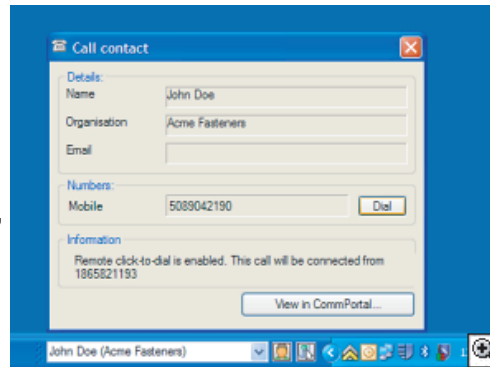 Call contact
Details:
Name John Doe
Organisation Acme Fasteners
Email
Numbers:
Mobile 5089042190 Dial
Information
Remote click-to-dial is enabled. This call will be connected from
1865821193
View in CommPortal...
John Doe (Acme Fasteners)